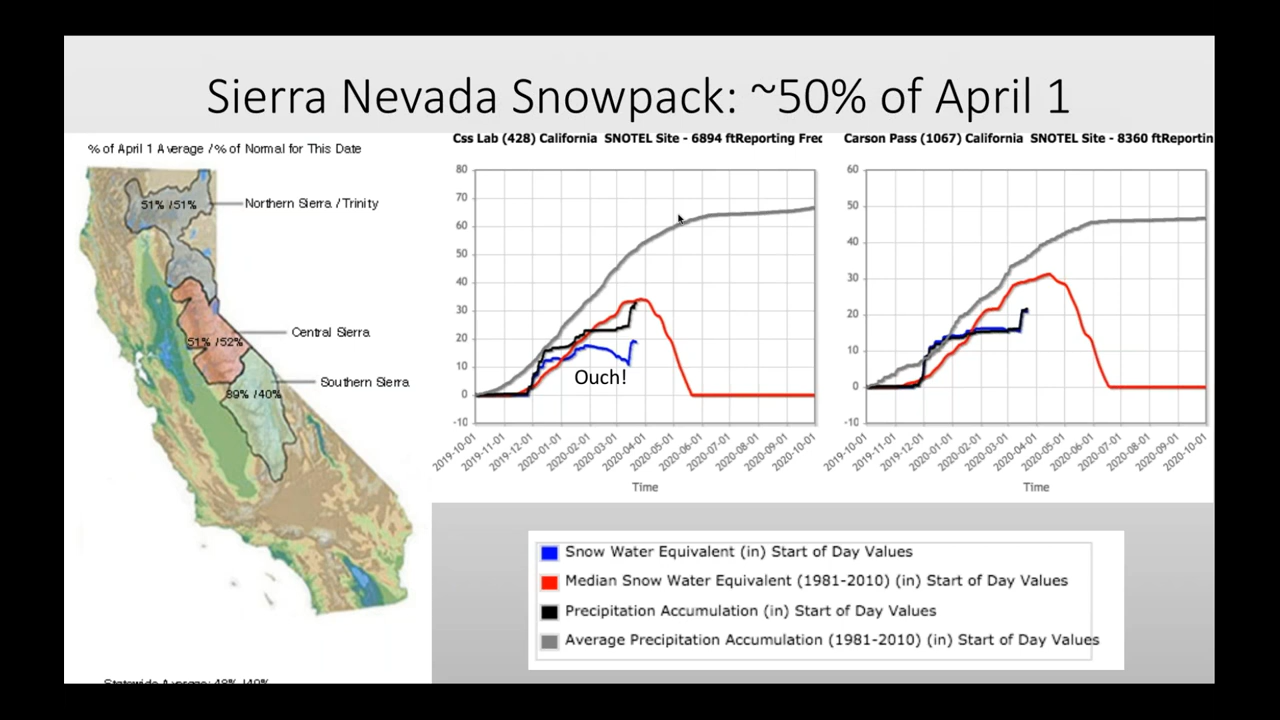 Sierra Nevada Snowpack: ~50% of April 1
% of April 1 Average / % of Normal for This Date
51% / 51%
Northern Sierra / Trinity
Central Sierra
51% / 52%
Southern Sierra
39% / 40%
Css Lab (428) California SNOTEL Site - 6894 ftReporting Frec
80
70
60
50
40
30
20
10
0
-10
Ouch!
2019-10-01
2019-11-01
2019-12-01
2020-01-01
2020-02-01
2020-03-01
2020-04-01
2020-05-01
2020-06-01
2020-07-01
2020-08-01
2020-09-01
2020-10-01
Time
Carson Pass (1067) California SNOTEL Site - 8360 ftReportin
60
50
40
30
20
10
0
-10
2019-10-01
2019-11-01
2019-12-01
2020-01-01
2020-02-01
2020-03-01
2020-04-01
2020-05-01
2020-06-01
2020-07-01
2020-08-01
2020-09-01
2020-10-01
Time
Snow Water Equivalent (in) Start of Day Values
Median Snow Water Equivalent (1981-2010) (in) Start of Day Values
Precipitation Accumulation (in) Start of Day Values
Average Precipitation Accumulation (1981-2010) (in) Start of Day Values
Statewide Average: 48% / 49%